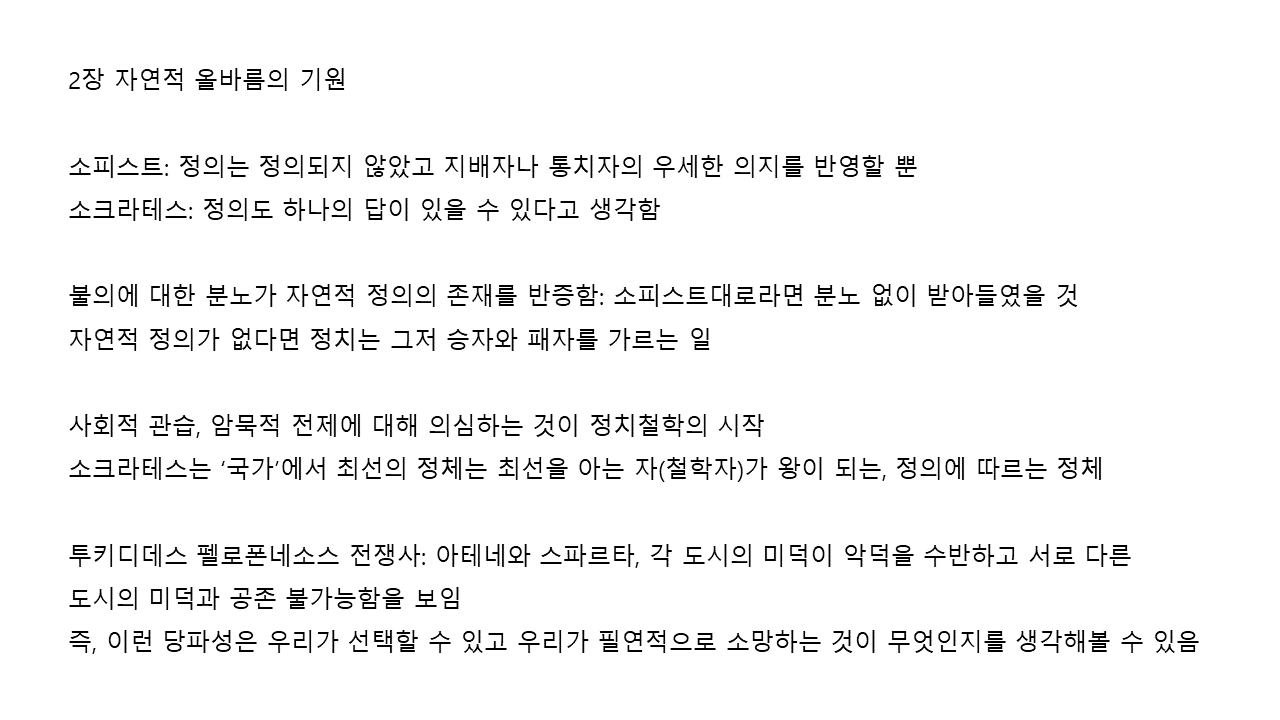 2장 자연적 올바름의 기원
소피스트: 정의는 정의되지 않았고 지배자나 통치자의 우세한 의지를 반영할 뿐
소크라테스: 정의도 하나의 답이 있을 수 있다고 생각함
불의에 대한 분노가 자연적 정의의 존재를 반증함: 소피스트대로라면 분노 없이 받아들였을 것
자연적 정의가 없다면 정치는 그저 승자와 패자를 가르는 일
사회적 관습, 암묵적 전제에 대해 의심하는 것이 정치철학의 시작
소크라테스는 ‘국가’에서 최선의 정체는 최선을 아는 자(철학자)가 왕이 되는, 정의에 따르는 정체
투키디데스 펠로폰네소스 전쟁사: 아테네와 스파르타, 각 도시의 미덕이 악덕을 수반하고 서로 다른
도시의 미덕과 공존 불가능함을 보임
즉, 이런 당파성은 우리가 선택할 수 있고 우리가 필연적으로 소망하는 것이 무엇인지를 생각해볼 수 있음